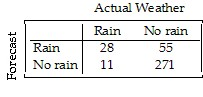 Actual Weather
Rain No rain
Forecast
Rain 28 55
No rain 11 271